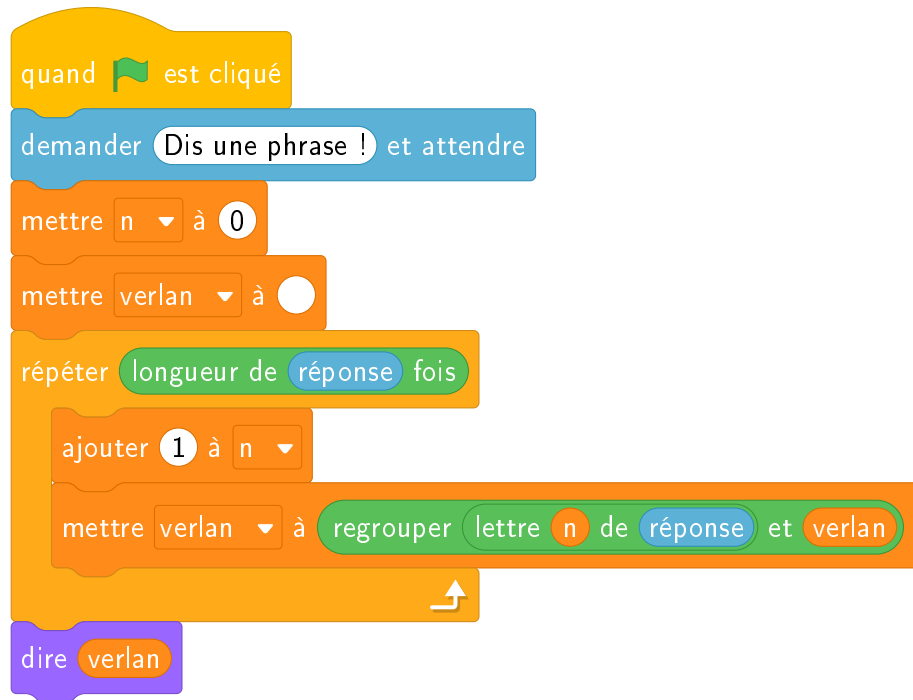 quand est cliqué
demander Dis une phrase ! et attendre
mettre n à 0
mettre verlan à
répéter longueur de réponse fois
ajouter 1 à n
mettre verlan à regrouper lettre n de réponse et verlan
dire verlan